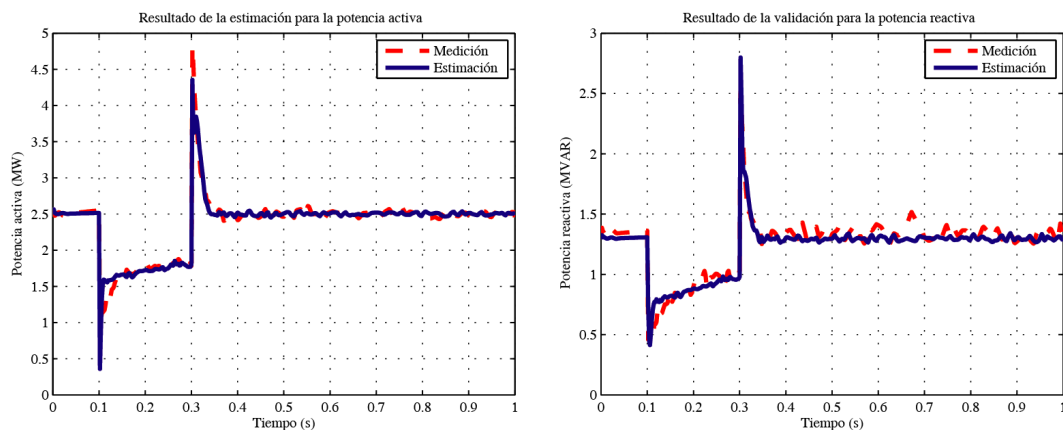 Resultado de la estimación para la potencia activa
5
4.5
4
3.5
3
2.5
2
1.5
1
0.5
0
Potencia activa (MW)
Medición
Estimación
0 0.1 0.2 0.3 0.4 0.5 0.6 0.7 0.8 0.9 1
Tiempo (s)
Resultado de la validación para la potencia reactiva
3
2.5
2
1.5
1
0.5
0
Potencia reactiva (MVAR)
Medición
Estimación
0 0.1 0.2 0.3 0.4 0.5 0.6 0.7 0.8 0.9 1
Tiempo (s)